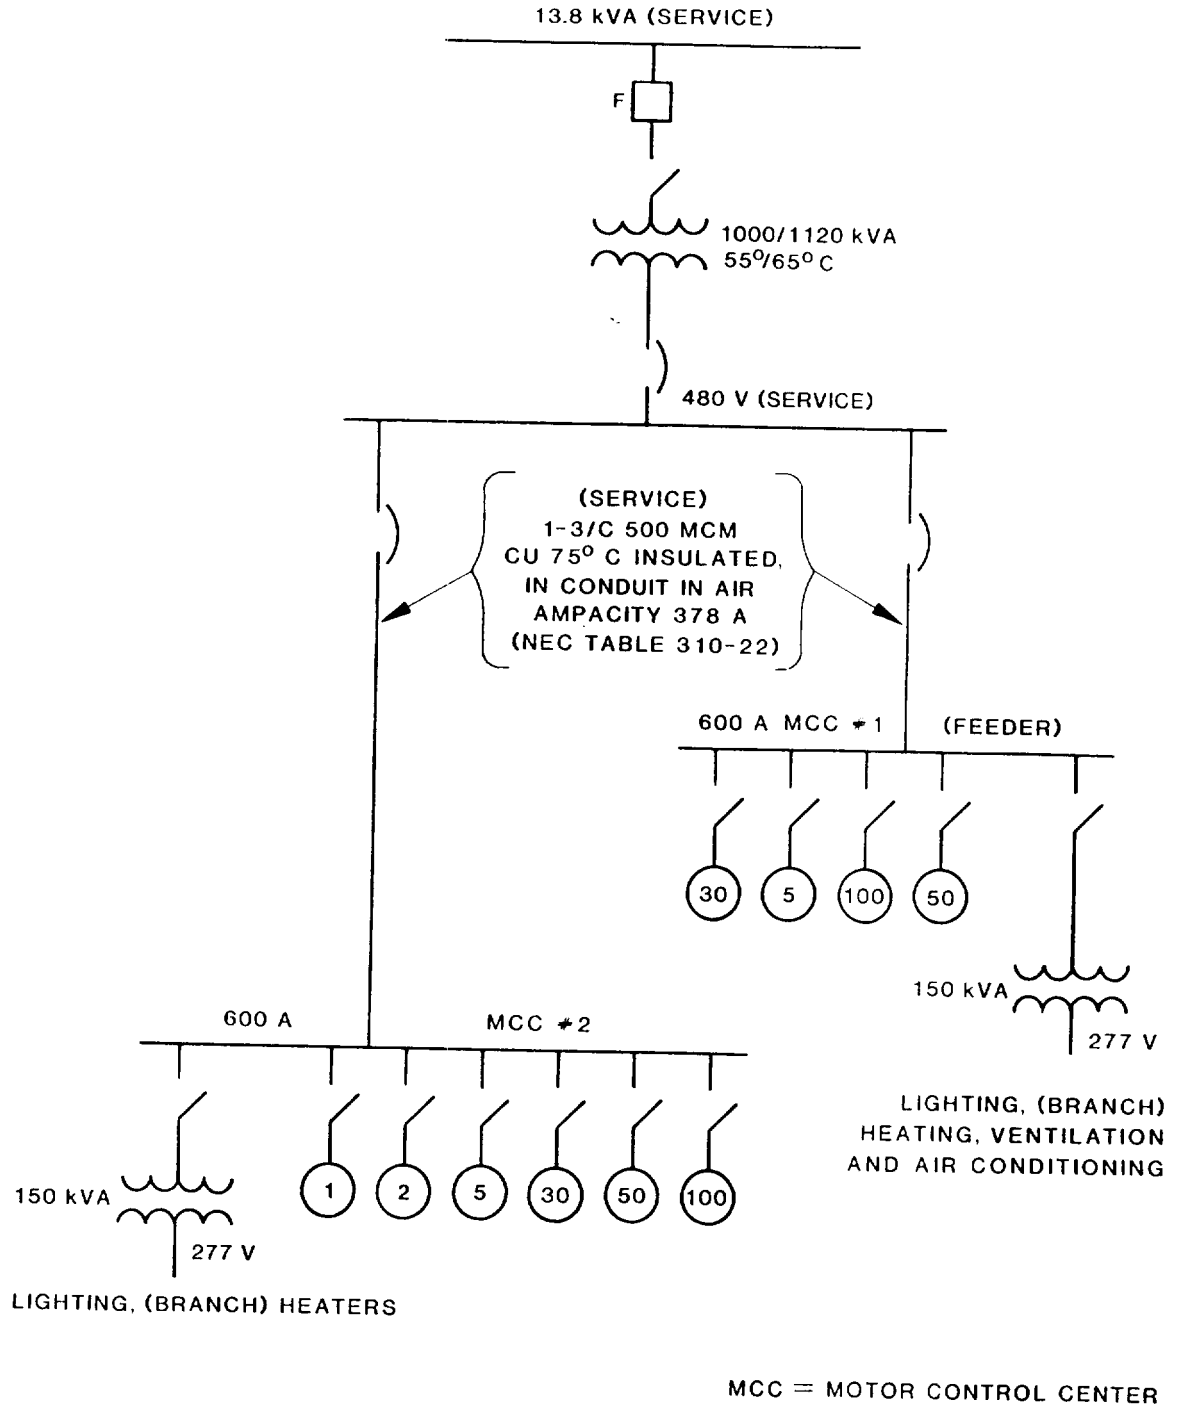 13.8 kVA (SERVICE)
F
1000/1120 kVA
55°/65° C
480 V (SERVICE)
(SERVICE)
1-3/C 500 MCM
CU 75° C INSULATED,
IN CONDUIT IN AIR
AMPACITY 378 A
(NEC TABLE 310-22)
600 A MCC #1 (FEEDER)
30 5 100 50
150 kVA
277 V
LIGHTING, (BRANCH)
HEATING, VENTILATION
AND AIR CONDITIONING
600 A MCC #2
1 2 5 30 50 100
150 kVA
277 V
LIGHTING, (BRANCH) HEATERS
MCC = MOTOR CONTROL CENTER